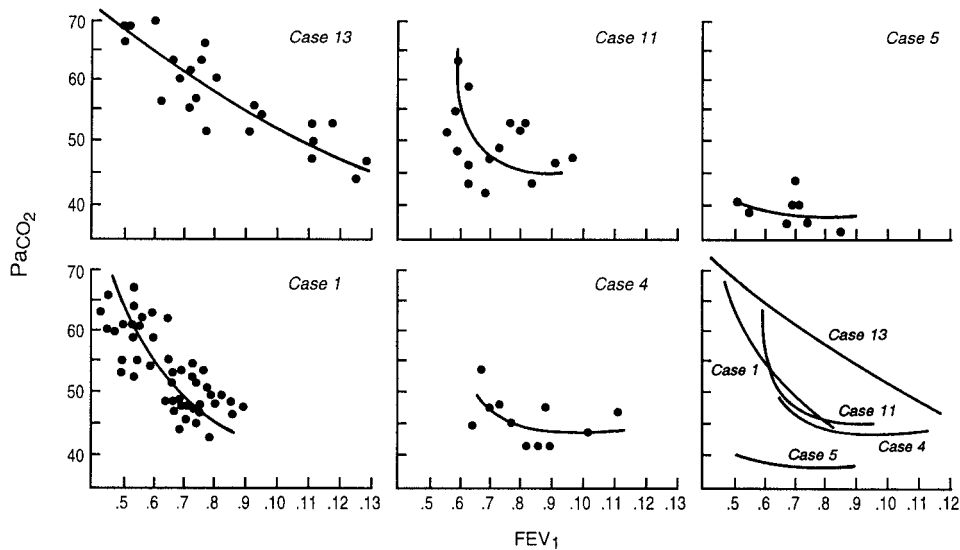 70
60
50
40
Case 13
Case 11
Case 5
PaCO2
70
60
50
40
Case 1
Case 4
Case 13
Case 1
Case 11
Case 4
Case 5
.5 .6 .7 .8 .9 .10 .11 .12 .13
.5 .6 .7 .8 .9 .10 .11 .12
.5 .6 .7 .8 .9 .10 .11 .12
FEV1